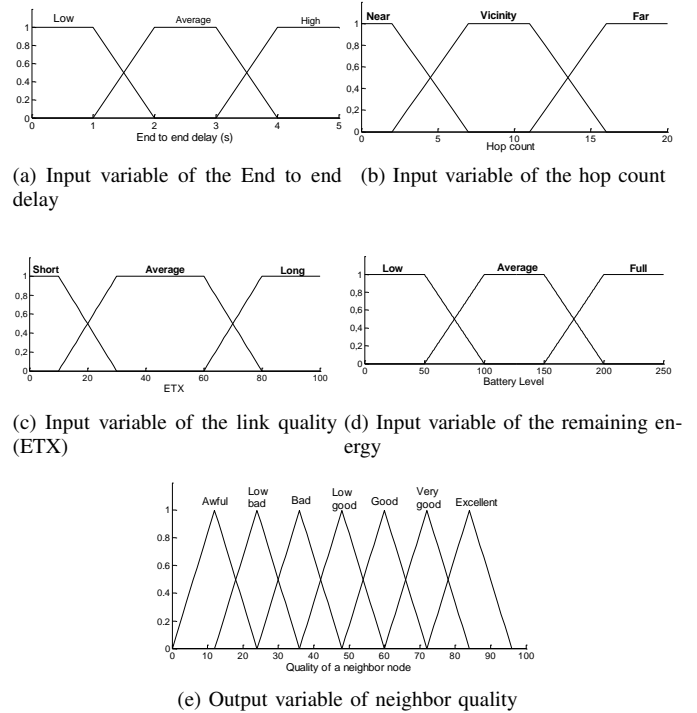 Low Average High
1
0.8
0.6
0.4
0.2
0
0 1 2 3 4 5
End to end delay (s)
Near Vicinity Far
1
0,8
0,6
0,4
0,2
0
0 5 10 15 20
Hop count
(a) Input variable of the End to end
delay
(b) Input variable of the hop count
Short Average Long
1
0,8
0,6
0,4
0,2
0
0 20 40 60 80 100
ETX
Low Average Full
1
0,8
0,6
0,4
0,2
0
0 50 100 150 200 250
Battery Level
(c) Input variable of the link quality
(ETX)
(d) Input variable of the remaining en-
ergy
Awful Low bad Bad Low good Good Very good Excellent
1
0.8
0.6
0.4
0.2
0
0 10 20 30 40 50 60 70 80 90 100
Quality of a neighbor node
(e) Output variable of neighbor quality